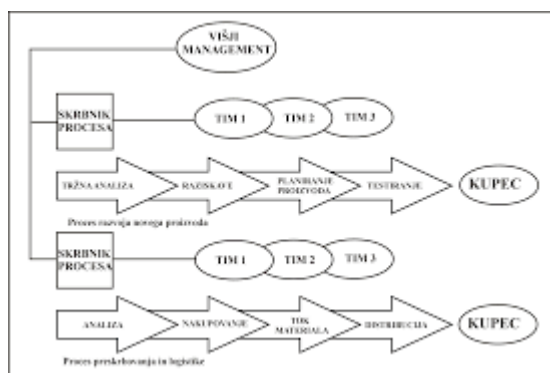 VIŠJI
MANAGEMENT
SKRBNIK
PROCESA
TIM 1
TIM 2
TIM 3
TRŽNA ANALIZA
RAZISKAVE
PLANIRANJE
PROIZVODA
TESTIRANJE
KUPEC
Proces razvoja novega proizvoda
SKRBNIK
PROCESA
TIM 1
TIM 2
TIM 3
ANALIZA
NAKUPOVANJE
TOK
MATERIALA
DISTRIBUCIJA
KUPEC
Proces preskrbovanja in logistike